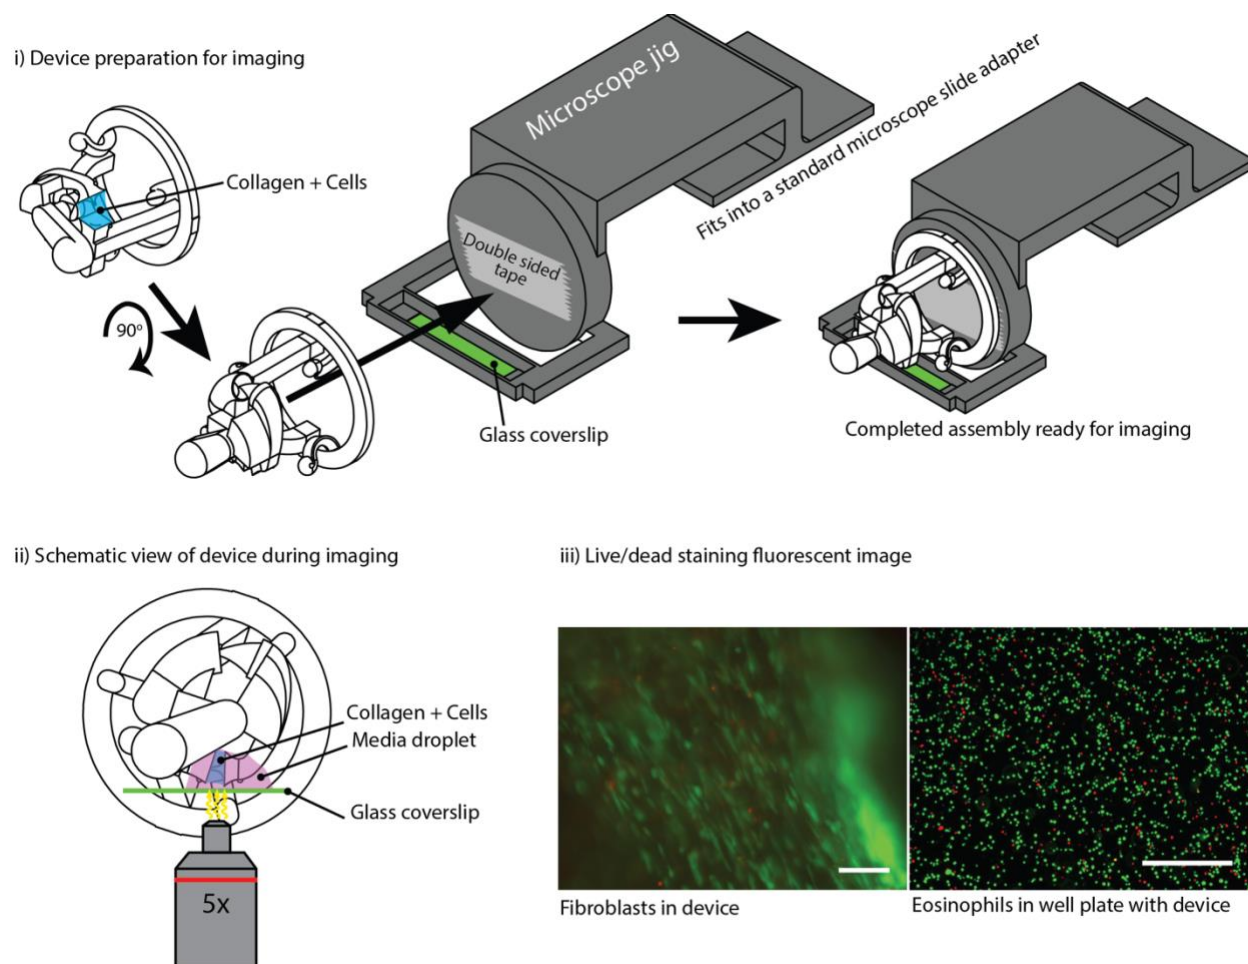 i) Device preparation for imaging
Collagen + Cells
90°
Microscope jig
Fits into a standard microscope slide adapter
Double sided
tape
Glass coverslip
Completed assembly ready for imaging
ii) Schematic view of device during imaging
Collagen + Cells
Media droplet
Glass coverslip
5x
iii) Live/dead staining fluorescent image
Fibroblasts in device
Eosinophils in well plate with device